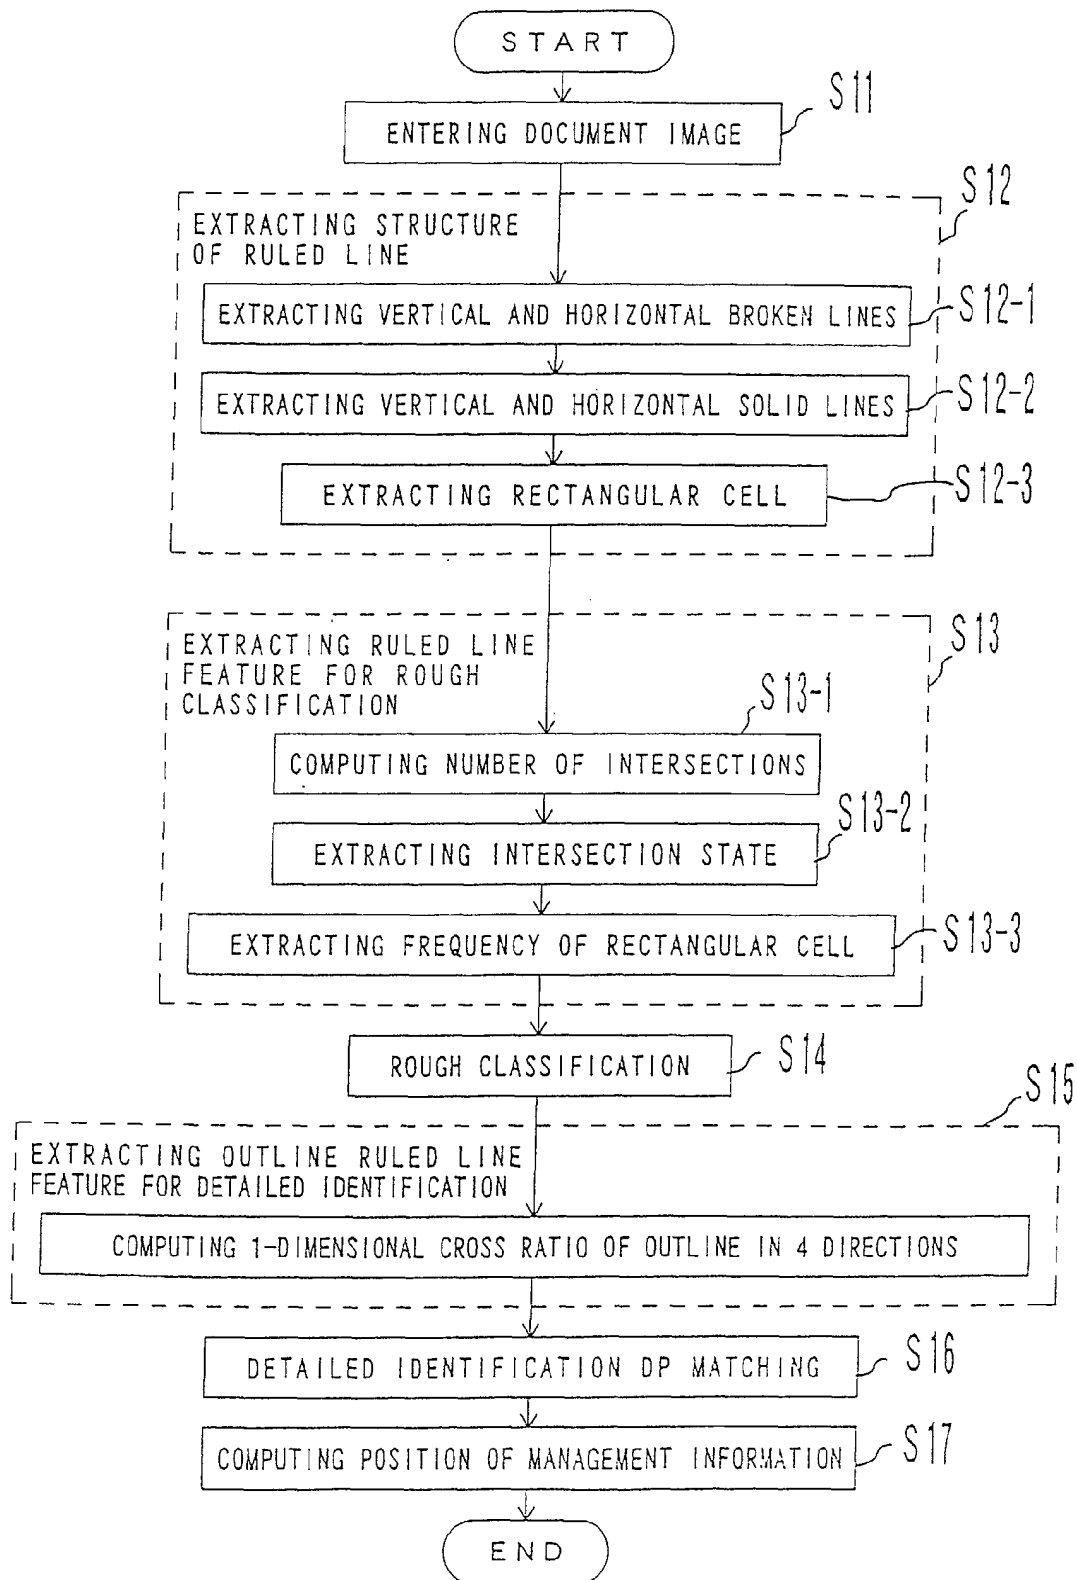 START
S11
ENTERING DOCUMENT IMAGE
S12
EXTRACTING STRUCTURE
OF RULED LINE
EXTRACTING VERTICAL AND HORIZONTAL BROKEN LINES
S12-1
EXTRACTING VERTICAL AND HORIZONTAL SOLID LINES
S12-2
EXTRACTING RECTANGULAR CELL
S12-3
S13
EXTRACTING RULED LINE
FEATURE FOR ROUGH
CLASSIFICATION
S13-1
COMPUTING NUMBER OF INTERSECTIONS
S13-2
EXTRACTING INTERSECTION STATE
EXTRACTING FREQUENCY OF RECTANGULAR CELL
S13-3
ROUGH CLASSIFICATION
S14
S15
EXTRACTING OUTLINE RULED LINE
FEATURE FOR DETAILED IDENTIFICATION
COMPUTING 1-DIMENSIONAL CROSS RATIO OF OUTLINE IN 4 DIRECTIONS
DETAILED IDENTIFICATION DP MATCHING
S16
COMPUTING POSITION OF MANAGEMENT INFORMATION
S17
END